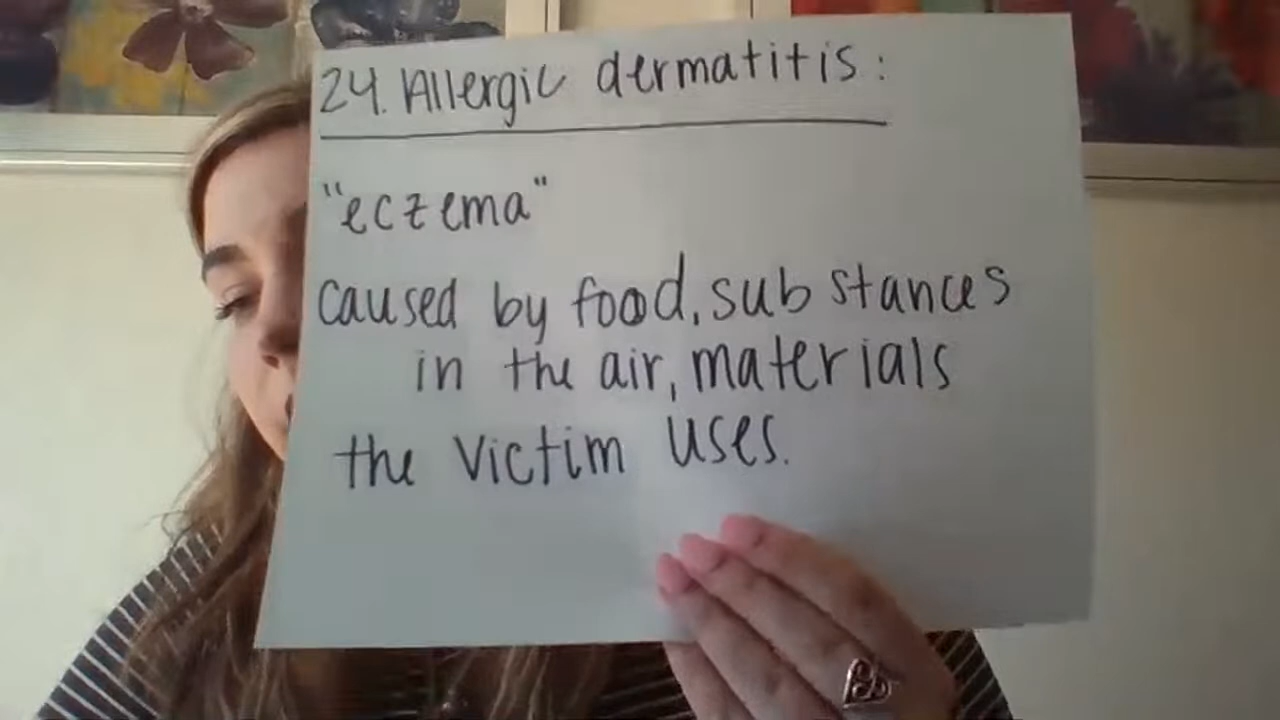 24. Allergic dermatitis:
"eczema"
caused by food, substances
in the air, materials
the victim uses.